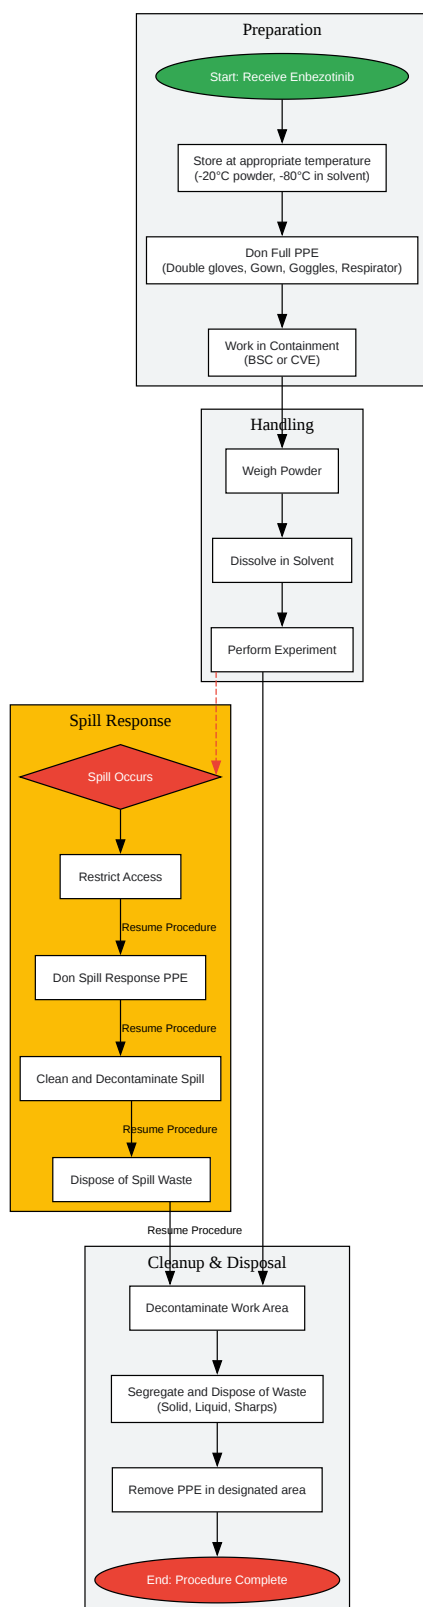 Preparation
Start: Receive Enbezotinib
Store at appropriate temperature
(-20°C powder, -80°C in solvent)
Don Full PPE
(Double gloves, Gown, Goggles, Respirator)
Work in Containment
(BSC or CVE)
Handling
Weigh Powder
Dissolve in Solvent
Perform Experiment
Spill Response
Spill Occurs
Restrict Access
Resume Procedure
Don Spill Response PPE
Resume Procedure
Clean and Decontaminate Spill
Resume Procedure
Dispose of Spill Waste
Resume Procedure
Cleanup & Disposal
Decontaminate Work Area
Segregate and Dispose of Waste
(Solid, Liquid, Sharps)
Remove PPE in designated area
End: Procedure Complete